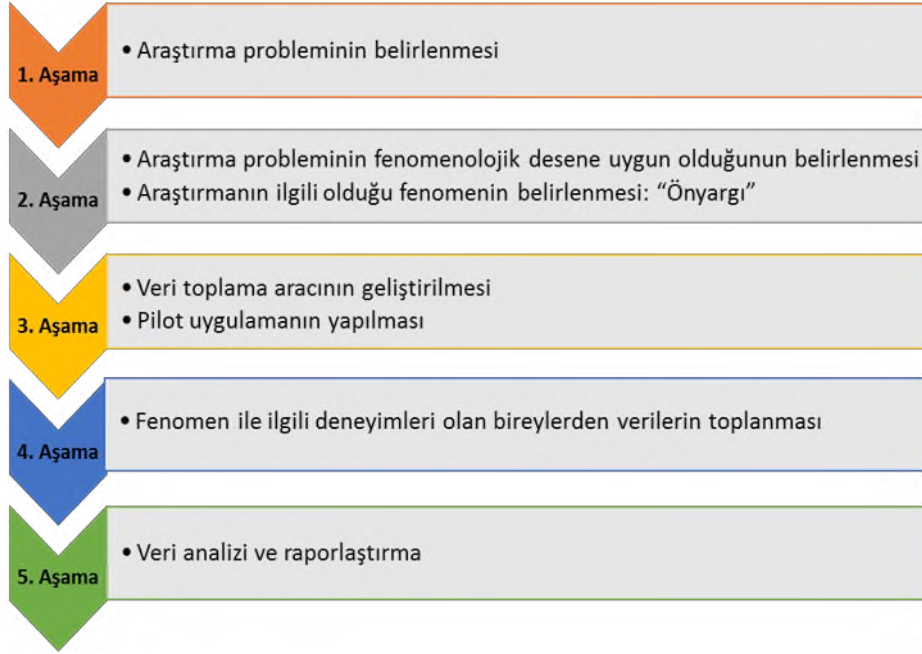 1. Aşama
• Araştırma probleminin belirlenmesi
2. Aşama
• Araştırma probleminin fenomenolojik desene uygun olduğunun belirlenmesi
• Araştırmanın ilgili olduğu fenomenin belirlenmesi: “Önyargı”
3. Aşama
• Veri toplama aracının geliştirilmesi
• Pilot uygulamanın yapılması
4. Aşama
• Fenomen ile ilgili deneyimleri olan bireylerden verilerin toplanması
5. Aşama
• Veri analizi ve raporlaştırma